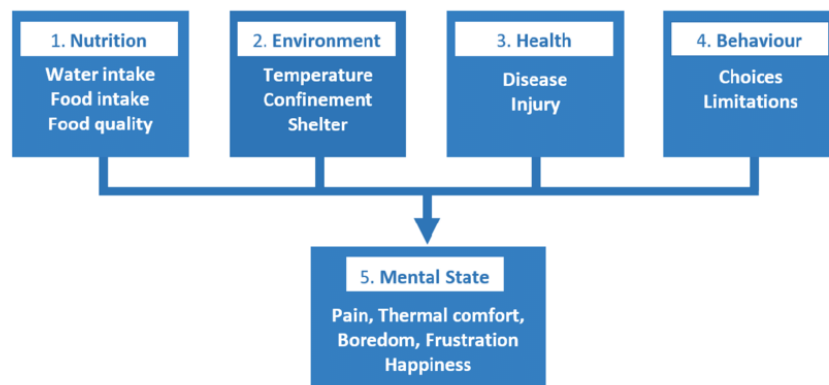 1. Nutrition
Water intake
Food intake
Food quality
2. Environment
Temperature
Confinement
Shelter
3. Health
Disease
Injury
4. Behaviour
Choices
Limitations
5. Mental State
Pain, Thermal comfort,
Boredom, Frustration
Happiness